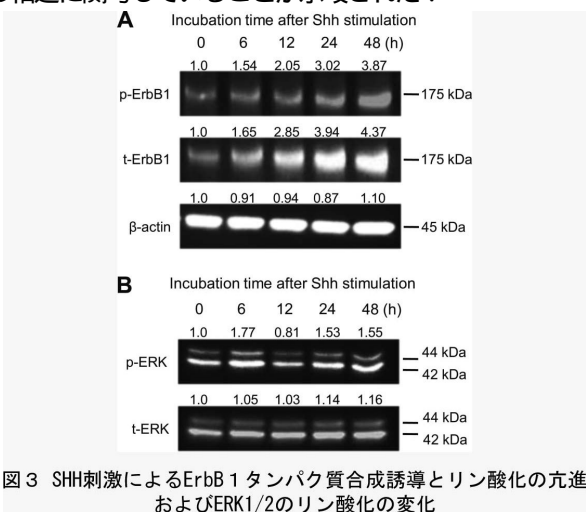 A Incubation time after Shh stimulation
0 6 12 24 48 (h)
1.0 1.54 2.05 3.02 3.87
p-ErbB1 175 kDa
1.0 1.65 2.85 3.94 4.37
t-ErbB1 175 kDa
1.0 0.91 0.94 0.87 1.10
β-actin 45 kDa
B Incubation time after Shh stimulation
0 6 12 24 48 (h)
1.0 1.77 0.81 1.53 1.55
p-ERK 44 kDa
42 kDa
1.0 1.05 1.03 1.14 1.16
t-ERK 44 kDa
42 kDa
図3 SHH刺激によるErbB1タンパク質合成誘導とリン酸化の亢進
およびERK1/2のリン酸化の変化